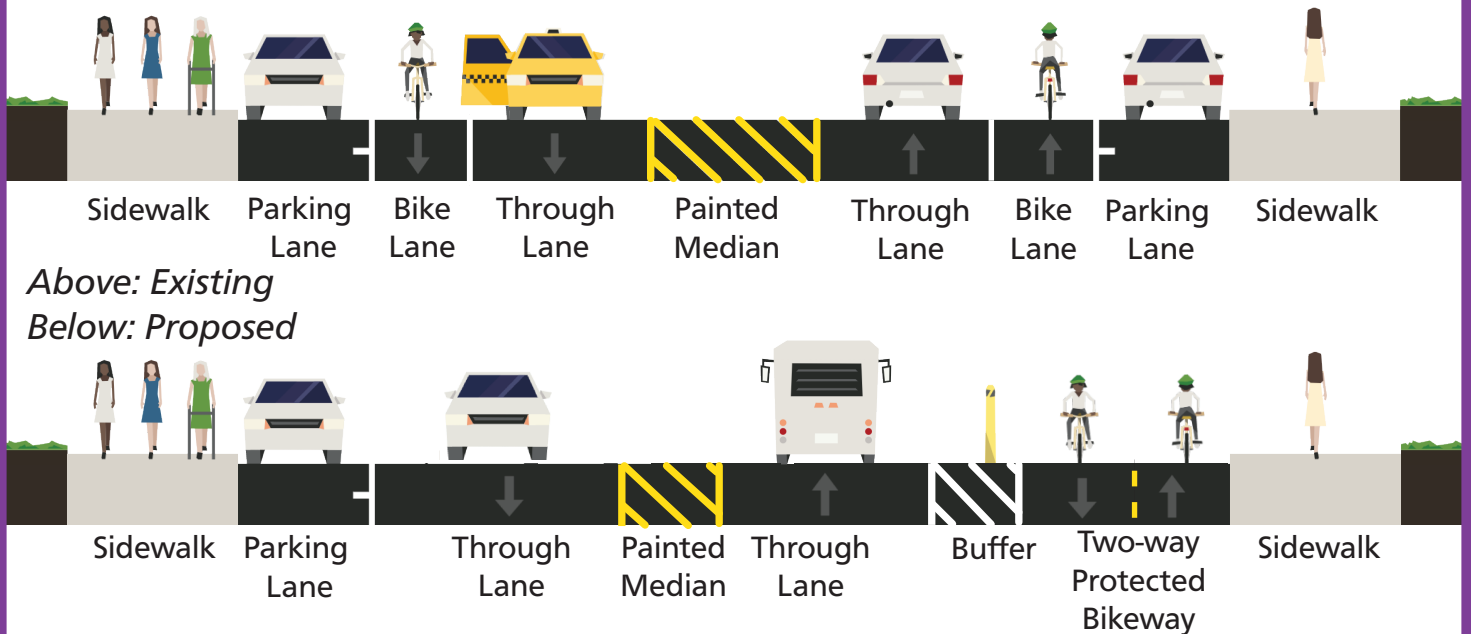 Sidewalk Parking Bike Through Painted Through Bike Parking Sidewalk
Lane Lane Lane Median Lane Lane Lane
Above: Existing
Below: Proposed
Sidewalk Parking Through Painted Through Buffer Two-way Sidewalk
Lane Lane Median Lane Protected
Bikeway